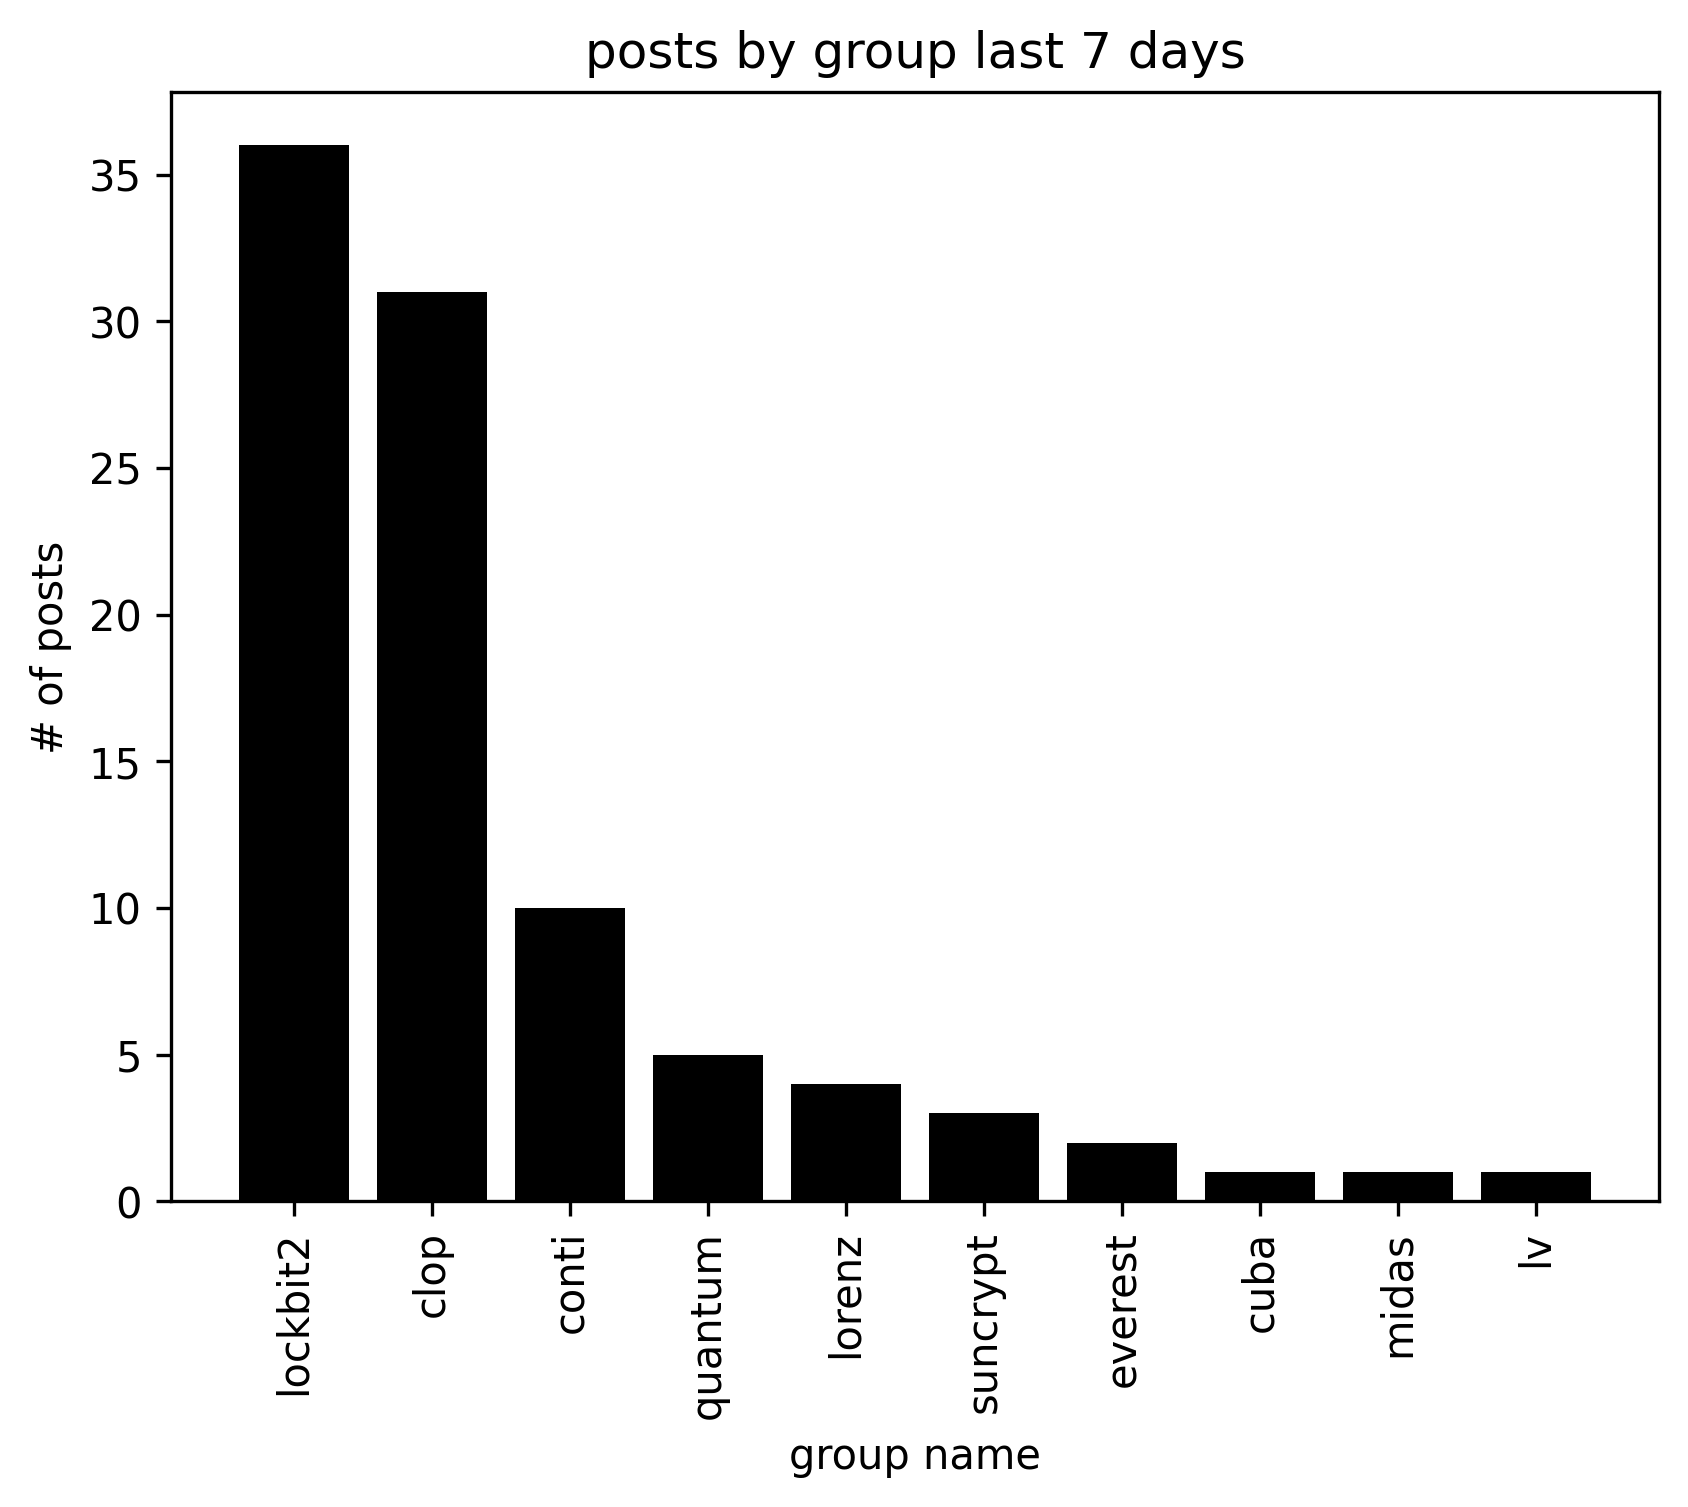 posts by group last 7 days
35
30
25
20
15
10
5
0
# of posts
lockbit2
clop
conti
quantum
lorenz
suncrypt
everest
cuba
midas
lv
group name